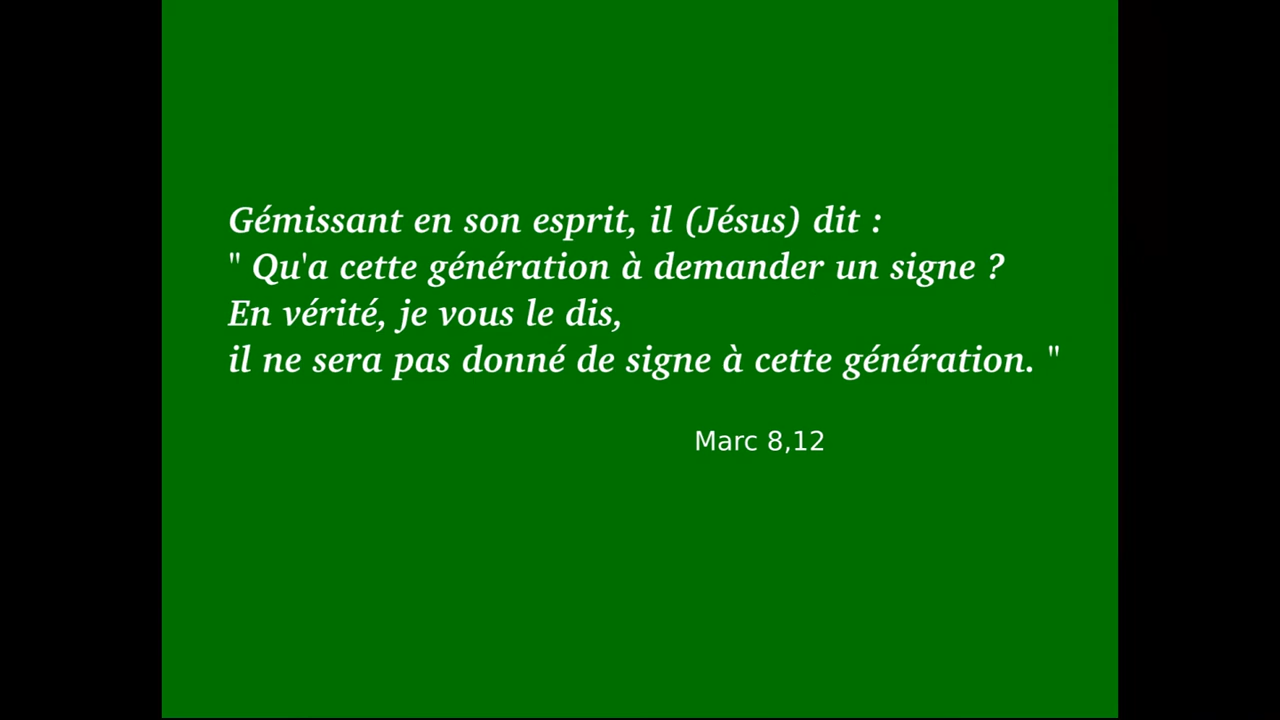 Gémissant en son esprit, il (Jésus) dit :
" Qu'a cette génération à demander un signe ?
En vérité, je vous le dis,
il ne sera pas donné de signe à cette génération. "
Marc 8,12